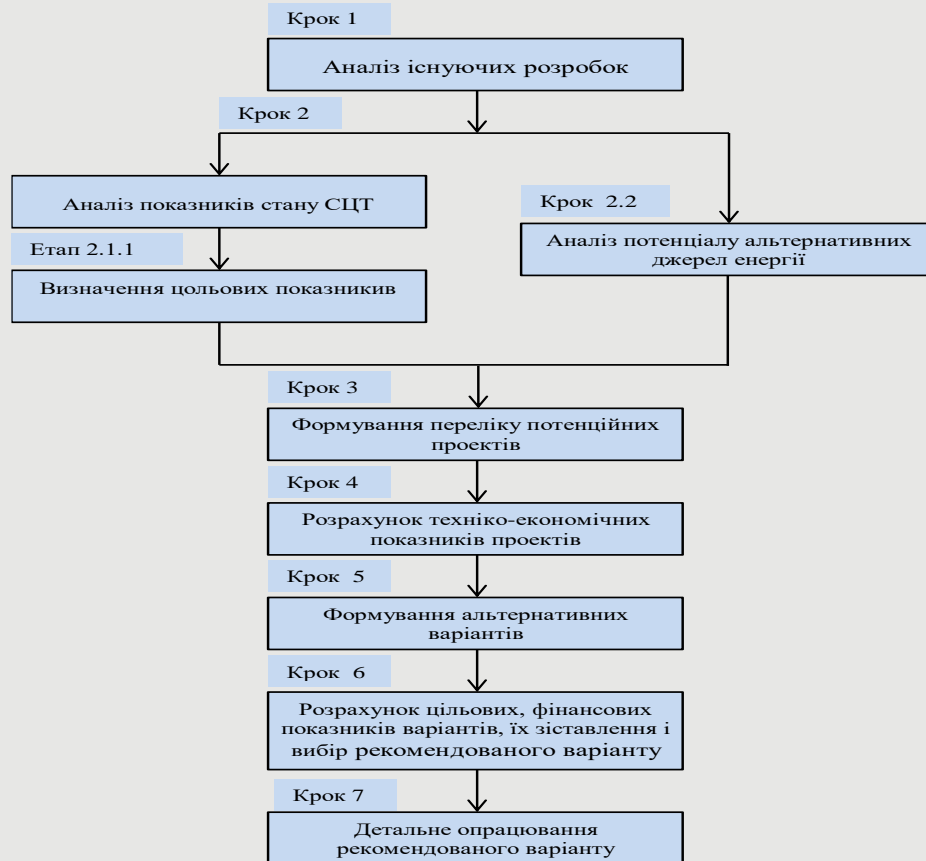 Крок 1
Аналіз існуючих розробок
Крок 2
Аналіз показників стану СЦТ
Етап 2.1.1
Визначення цольових показникив
Крок 2.2
Аналіз потенціалу альтернативних
джерел енергії
Крок 3
Формування переліку потенційних
проектів
Крок 4
Розрахунок техніко-економічних
показників проектів
Крок 5
Формування альтернативних
варіантів
Крок 6
Розрахунок цільових, фінансових
показників варіантів, їх зіставлення і
вибір рекомендованого варіанту
Крок 7
Детальне опрацювання
рекомендованого варіанту